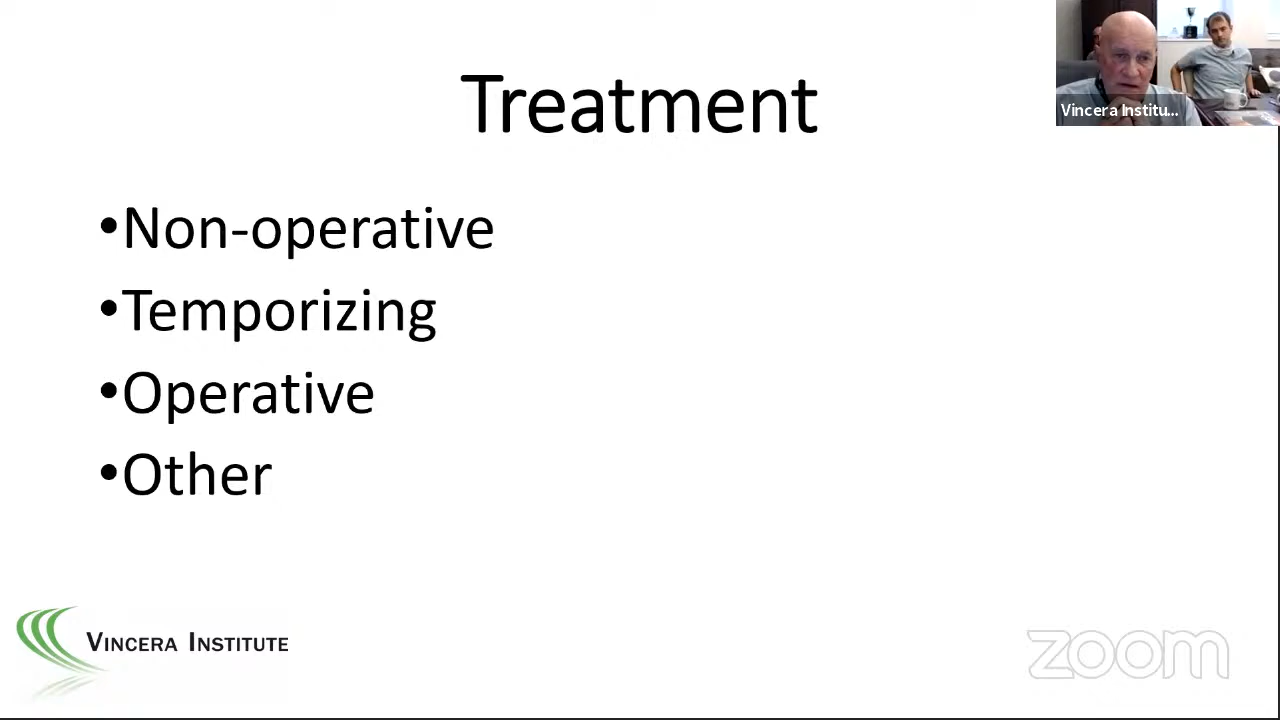 Treatment
Vincera Institu...
•Non-operative
•Temporizing
•Operative
•Other
VINCERA INSTITUTE
zoom